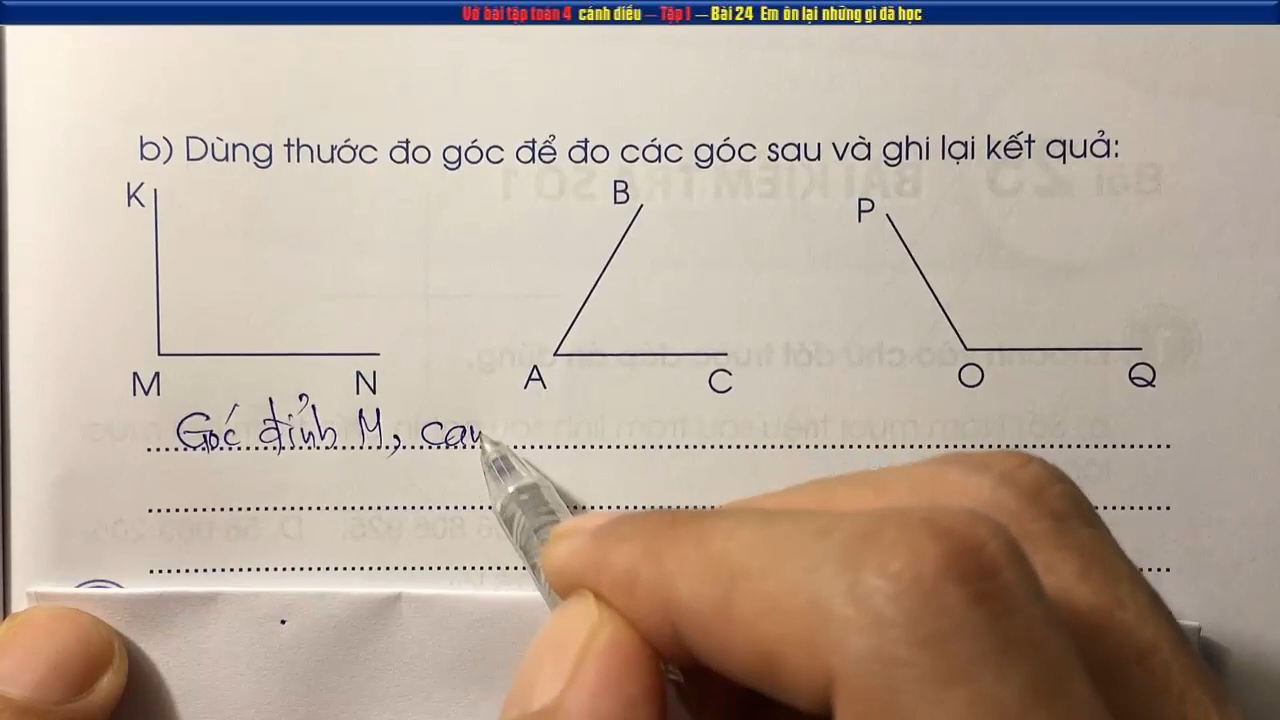 Vở bài tập toán 4 cánh diều – Tập 1 – Bài 24 Em ôn lại những gì đã học
b) Dùng thước đo góc để đo các góc sau và ghi lại kết quả:
K B P
M N A C O Q
Góc đỉnh M, cạn